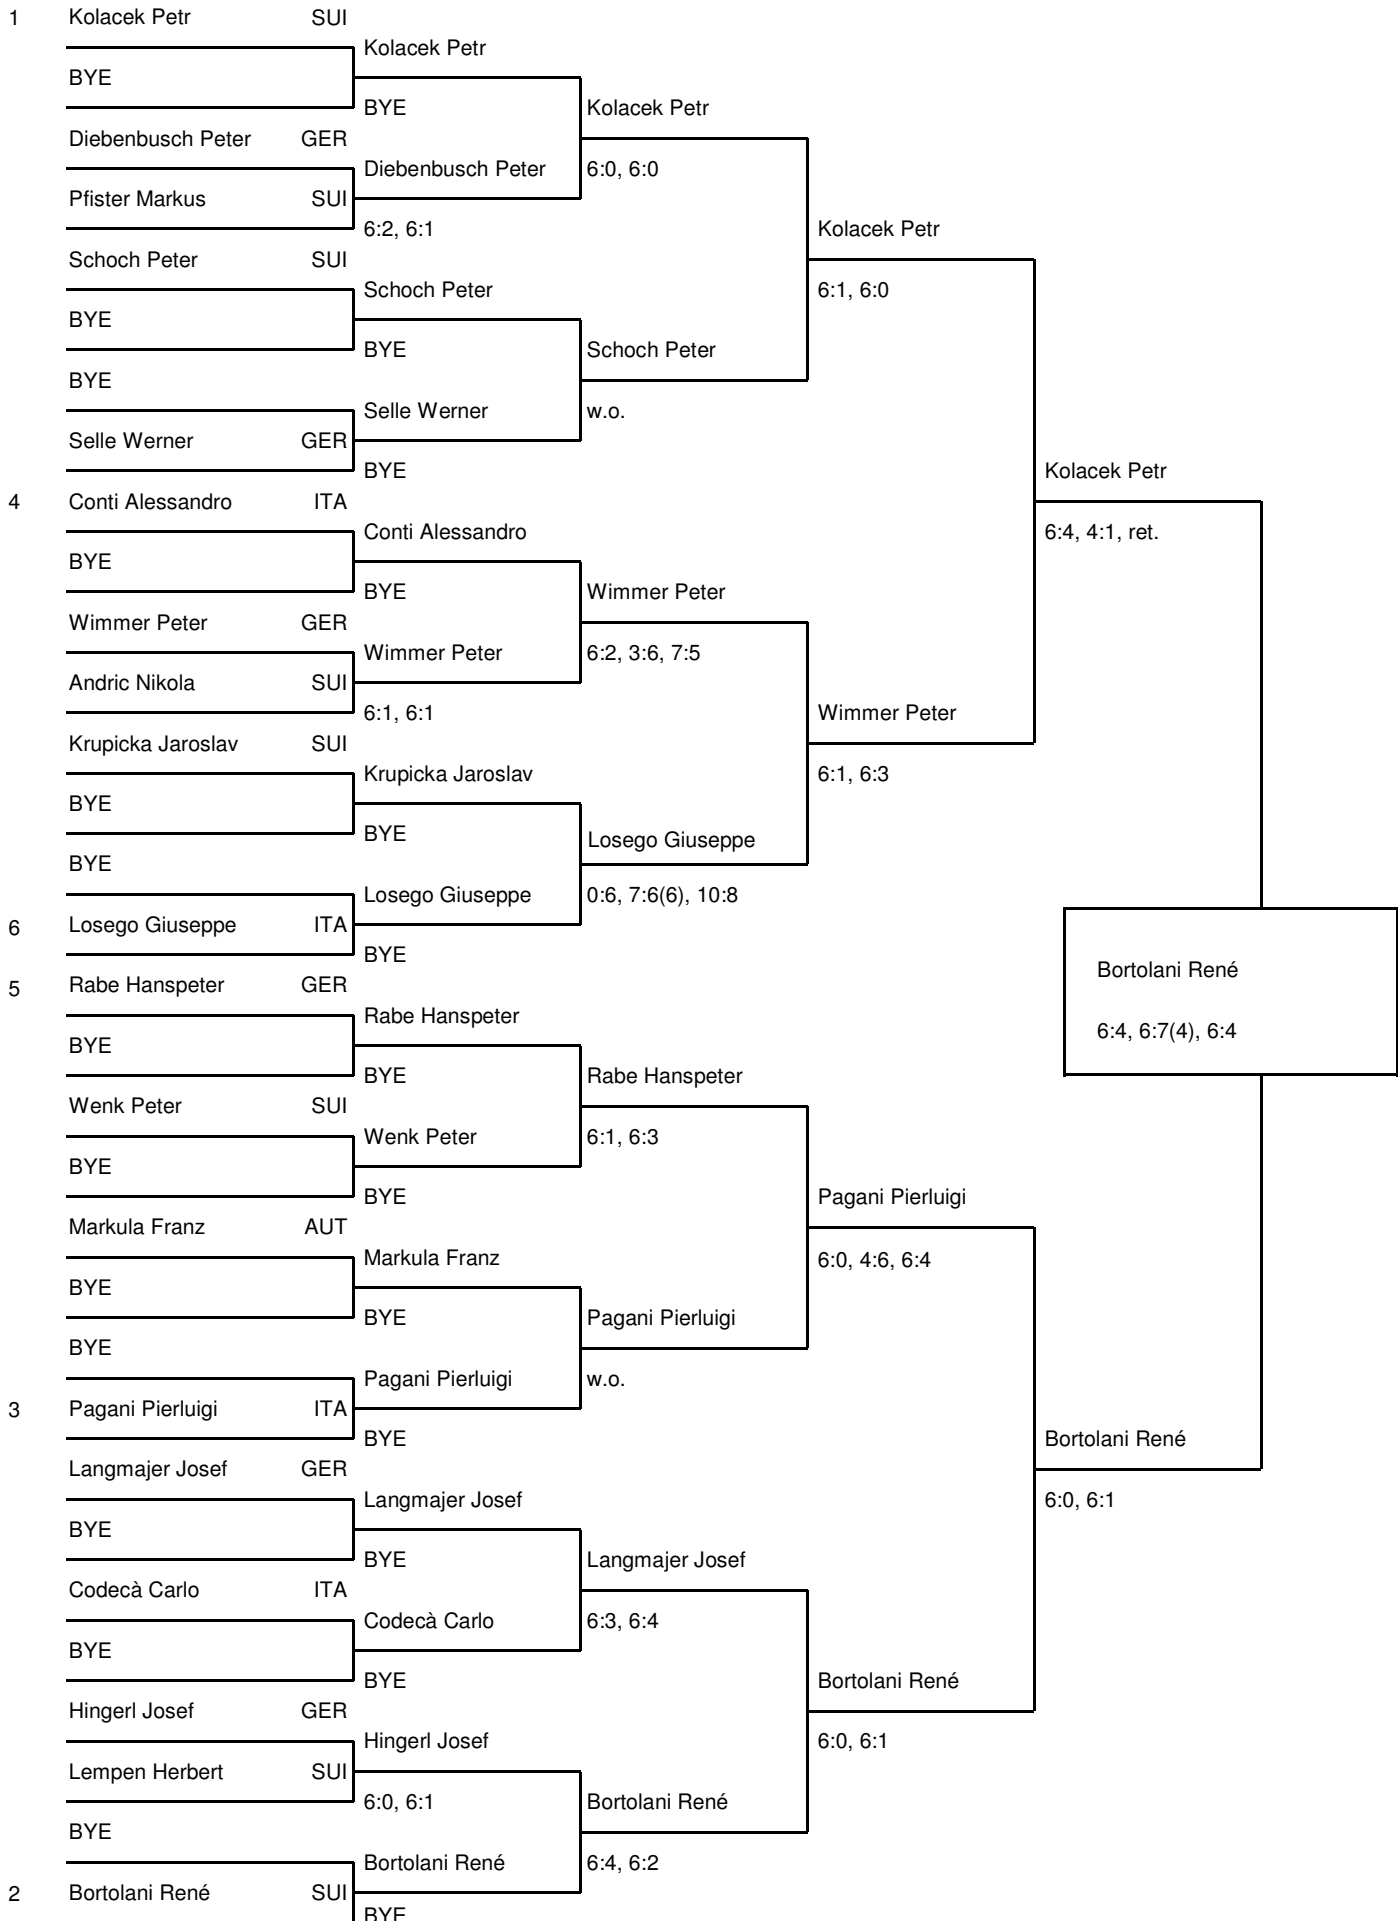 1 Kolacek Petr SUI
Kolacek Petr
BYE
BYE Kolacek Petr
Diebenbusch Peter GER
Diebenbusch Peter 6:0, 6:0
Pfister Markus SUI
6:2, 6:1 Kolacek Petr
Schoch Peter SUI
Schoch Peter 6:1, 6:0
BYE
BYE Schoch Peter
BYE
Selle Werner w.o.
Selle Werner GER
BYE Kolacek Petr
4 Conti Alessandro ITA
Conti Alessandro 6:4, 4:1, ret.
BYE
BYE Wimmer Peter
Wimmer Peter GER
Wimmer Peter 6:2, 3:6, 7:5
Andric Nikola SUI
6:1, 6:1 Wimmer Peter
Krupicka Jaroslav SUI
Krupicka Jaroslav 6:1, 6:3
BYE
BYE Losego Giuseppe
BYE
Losego Giuseppe 0:6, 7:6(6), 10:8
6 Losego Giuseppe ITA
BYE Bortolani René
5 Rabe Hanspeter GER
Rabe Hanspeter 6:4, 6:7(4), 6:4
BYE
BYE Rabe Hanspeter
Wenk Peter SUI
Wenk Peter 6:1, 6:3
BYE
BYE Pagani Pierluigi
Markula Franz AUT
Markula Franz 6:0, 4:6, 6:4
BYE
BYE Pagani Pierluigi
BYE
Pagani Pierluigi w.o.
3 Pagani Pierluigi ITA
BYE Bortolani René
Langmajer Josef GER
Langmajer Josef 6:0, 6:1
BYE
BYE Langmajer Josef
Codecà Carlo ITA
Codecà Carlo 6:3, 6:4
BYE
BYE Bortolani René
Hingerl Josef GER
Hingerl Josef 6:0, 6:1
Lempen Herbert SUI
6:0, 6:1 Bortolani René
BYE
Bortolani René 6:4, 6:2
2 Bortolani René SUI
BYE